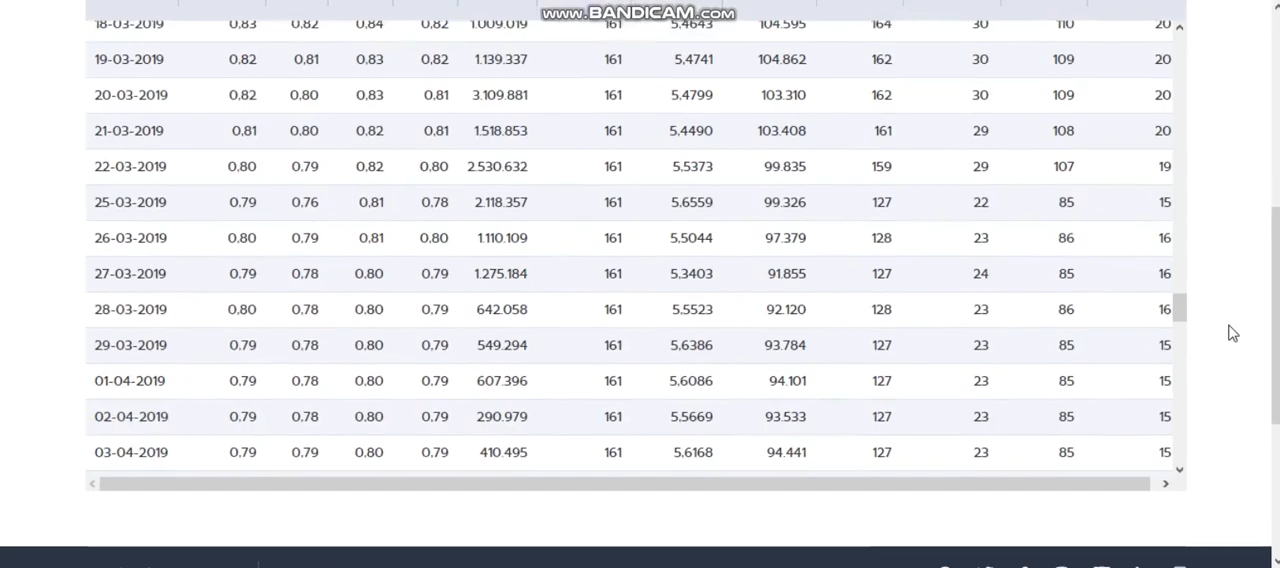 www.BANDICAM.com
18-03-2019 0,83 0,82 0,84 0,82 1.009.019 161 5,4643 104.595 164 30 110 20
19-03-2019 0,82 0,81 0,83 0,82 1.139.337 161 5,4741 104.862 162 30 109 20
20-03-2019 0,82 0,80 0,83 0,81 3.109.881 161 5,4799 103.310 162 30 109 20
21-03-2019 0,81 0,80 0,82 0,81 1.518.853 161 5,4490 103.408 161 29 108 20
22-03-2019 0,80 0,79 0,82 0,80 2.530.632 161 5,5373 99.835 159 29 107 19
25-03-2019 0,79 0,76 0,81 0,78 2.118.357 161 5,6559 99.326 127 22 85 15
26-03-2019 0,80 0,79 0,81 0,80 1.110.109 161 5,5044 97.379 128 23 86 16
27-03-2019 0,79 0,78 0,80 0,79 1.275.184 161 5,3403 91.855 127 24 85 16
28-03-2019 0,80 0,78 0,80 0,79 642.058 161 5,5523 92.120 128 23 86 16
29-03-2019 0,79 0,78 0,80 0,79 549.294 161 5,6386 93.784 127 23 85 15
01-04-2019 0,79 0,78 0,80 0,79 607.396 161 5,6086 94.101 127 23 85 15
02-04-2019 0,79 0,78 0,80 0,79 290.979 161 5,5669 93.533 127 23 85 15
03-04-2019 0,79 0,79 0,80 0,79 410.495 161 5,6168 94.441 127 23 85 15